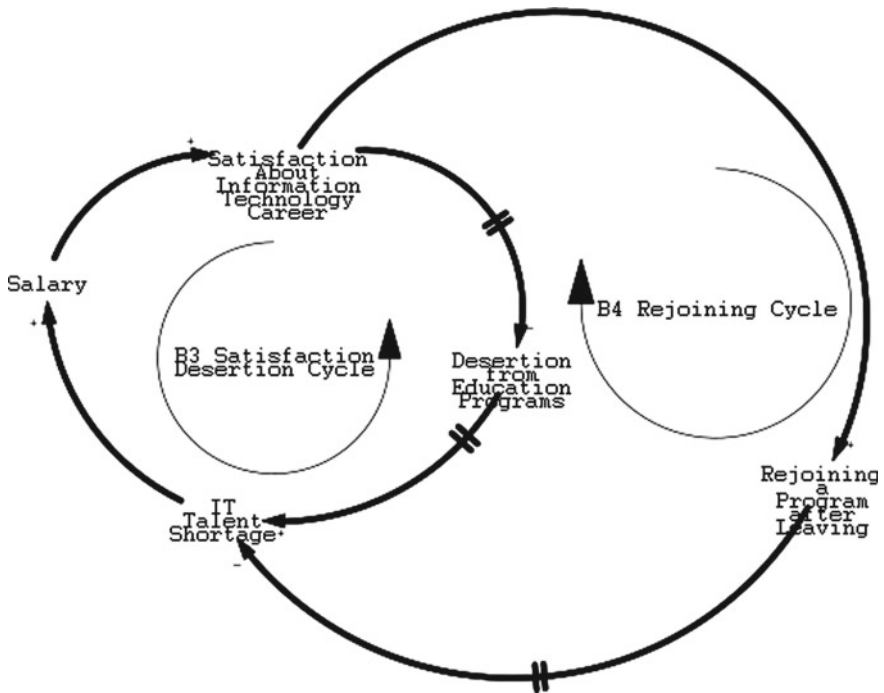 +
Satisfaction
About
Information
Technology
Career
Salary
+
B3 Satisfaction
Desertion Cycle
B4 Rejoining Cycle
-
Desertion
from
Education
Programs
+
Rejoining
a
Program
after
Leaving
IT
Talent
Shortage
+
-